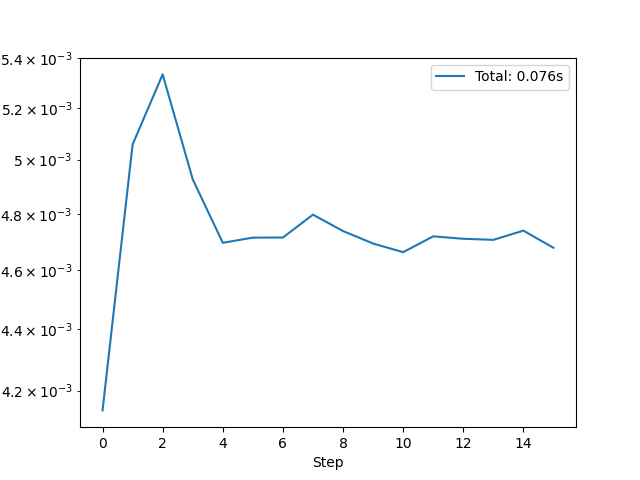 5.4 × 10⁻³
Total: 0.076s
5.2 × 10⁻³
5 × 10⁻³
4.8 × 10⁻³
4.6 × 10⁻³
4.4 × 10⁻³
4.2 × 10⁻³
0 2 4 6 8 10 12 14
Step